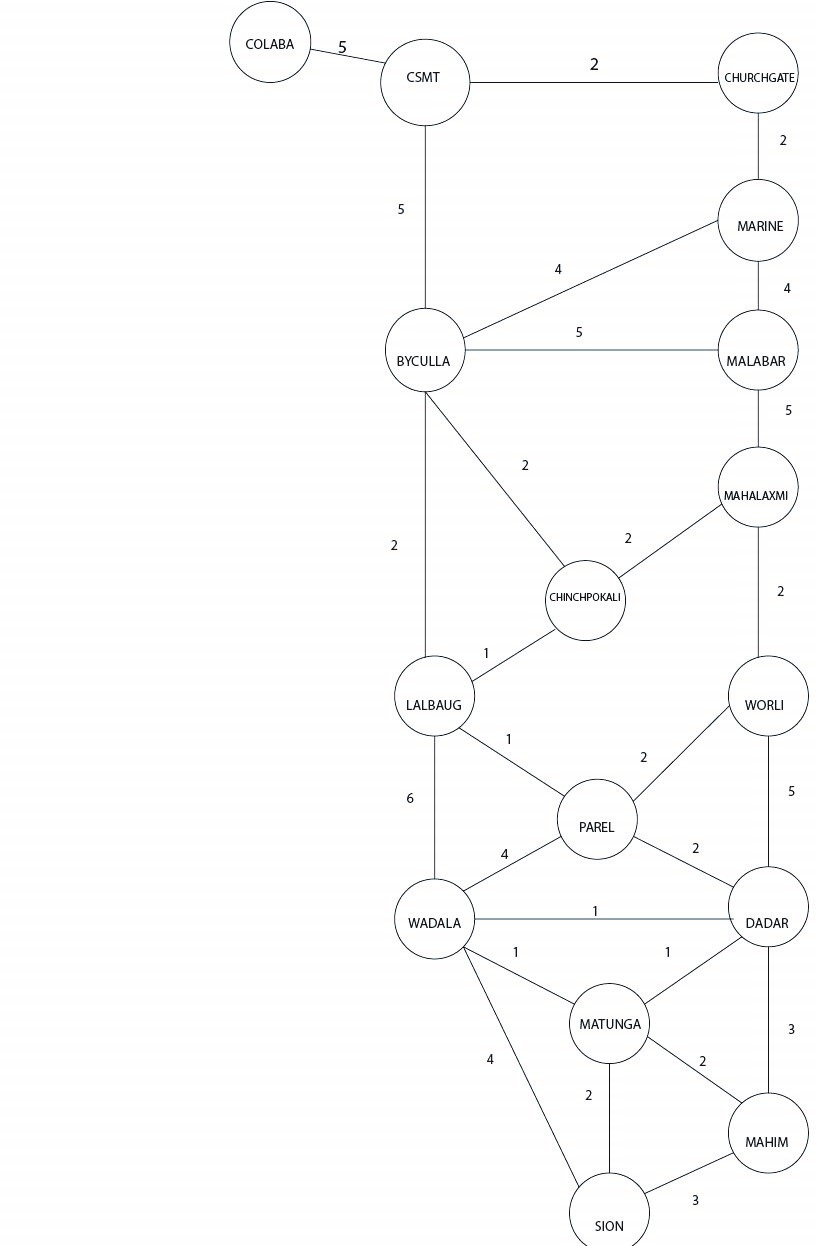 COLABA
5
CSMT
2
CHURCHGATE
2
5
MARINE
4
4
5
BYCULLA
MALABAR
5
2
MAHALAXMI
2
2
2
CHINCHPOKALI
1
LALBAUG
WORLI
1
2
6
5
PAREL
4
2
1
WADALA
DADAR
1
1
MATUNGA
3
4
2
2
MAHIM
3
SION